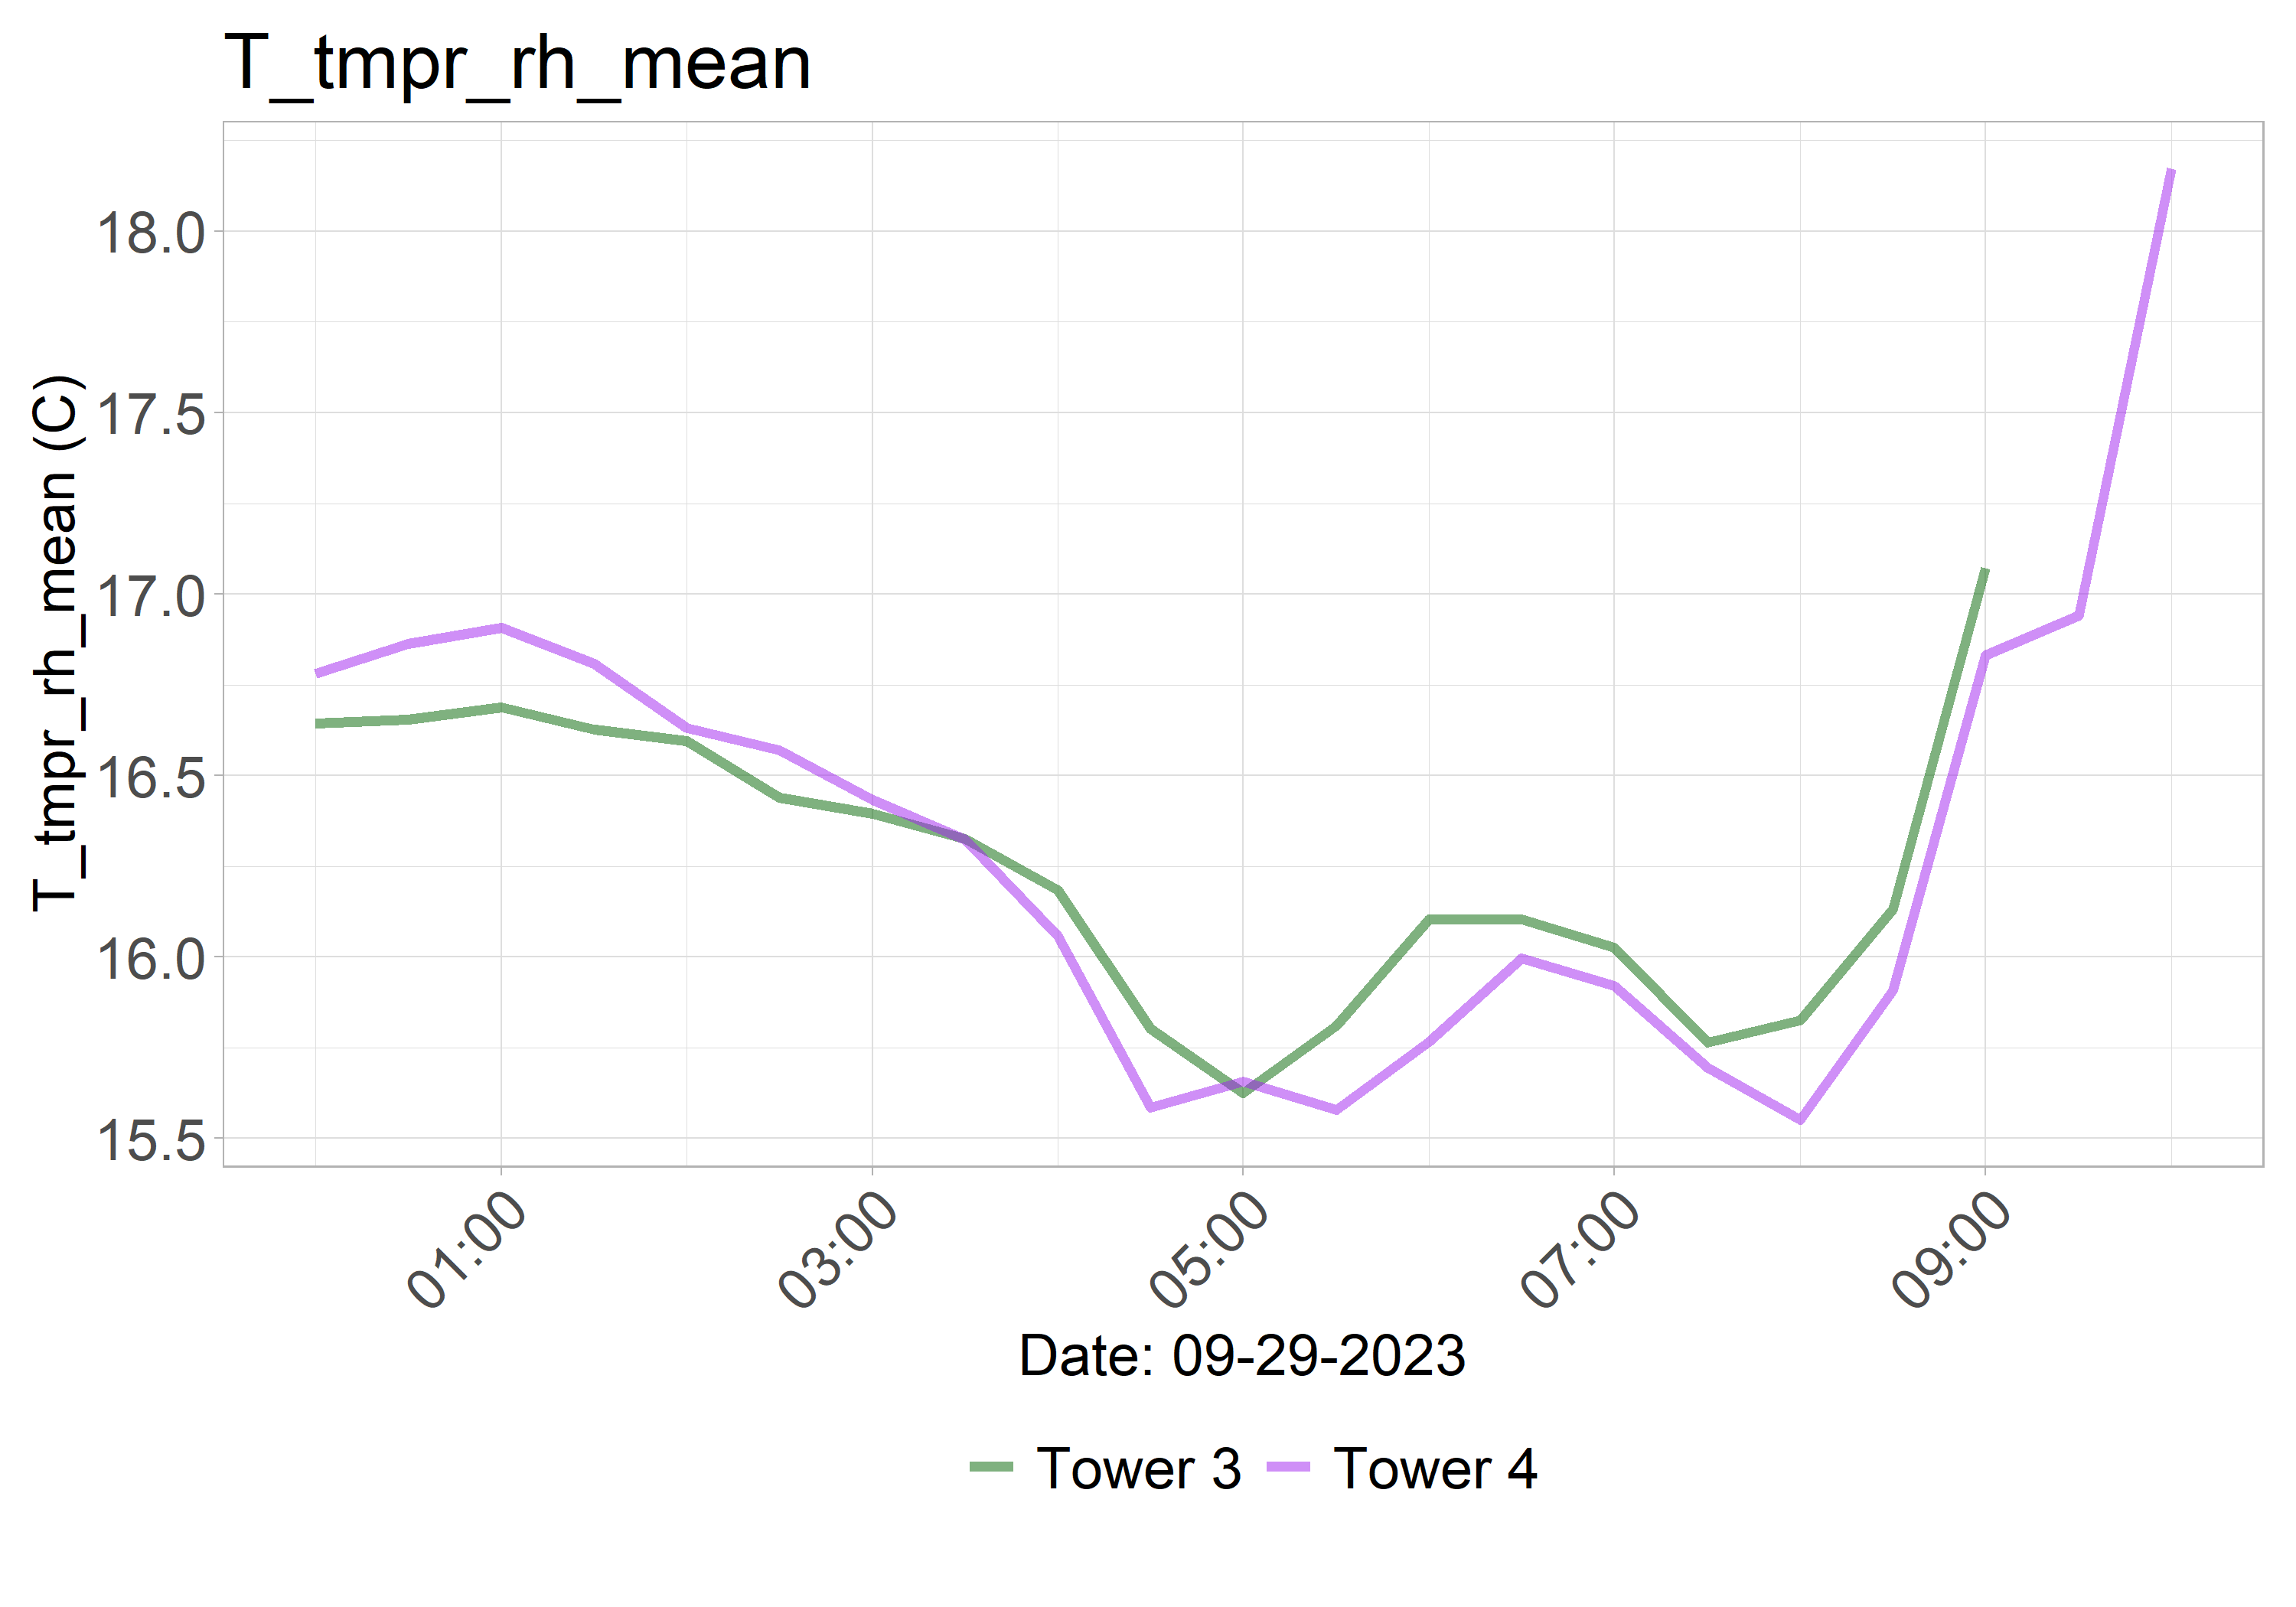 T_tmpr_rh_mean
T_tmpr_rh_mean (C)
18.0
17.5
17.0
16.5
16.0
15.5
01:00
03:00
05:00
07:00
09:00
Date: 09-29-2023
Tower 3
Tower 4